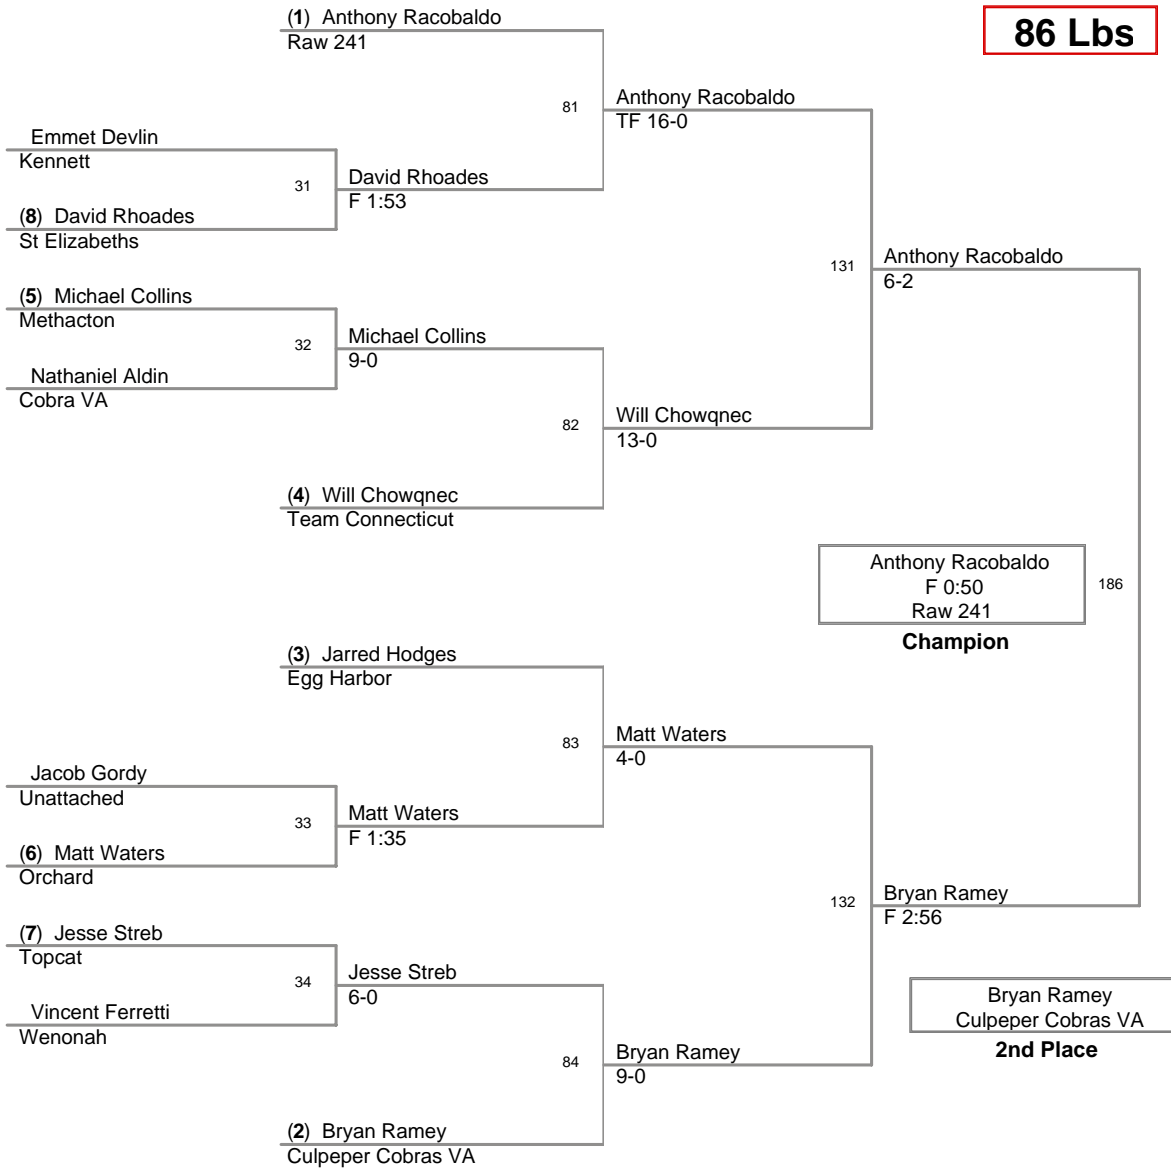 (1) Anthony Racobaldo
Raw 241
86 Lbs
81
Anthony Racobaldo
TF 16-0
Emmet Devlin
Kennett
31
David Rhoades
F 1:53
(8) David Rhoades
St Elizabeths
131
Anthony Racobaldo
6-2
(5) Michael Collins
Methacton
32
Michael Collins
9-0
Nathaniel Aldin
Cobra VA
82
Will Chowqnec
13-0
(4) Will Chowqnec
Team Connecticut
Anthony Racobaldo
F 0:50
Raw 241
Champion
186
(3) Jarred Hodges
Egg Harbor
83
Matt Waters
4-0
Jacob Gordy
Unattached
33
Matt Waters
F 1:35
(6) Matt Waters
Orchard
132
Bryan Ramey
F 2:56
(7) Jesse Streb
Topcat
34
Jesse Streb
6-0
Vincent Ferretti
Wenonah
Bryan Ramey
Culpeper Cobras VA
2nd Place
84
Bryan Ramey
9-0
(2) Bryan Ramey
Culpeper Cobras VA